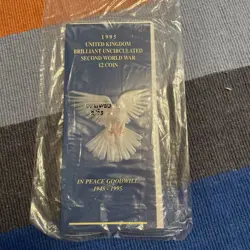 1995
UNITED KINGDOM
BRILLIANT UNCIRCULATED
SECOND WORLD WAR
£2 COIN
IN PEACE GOODWILL
1945 - 1995